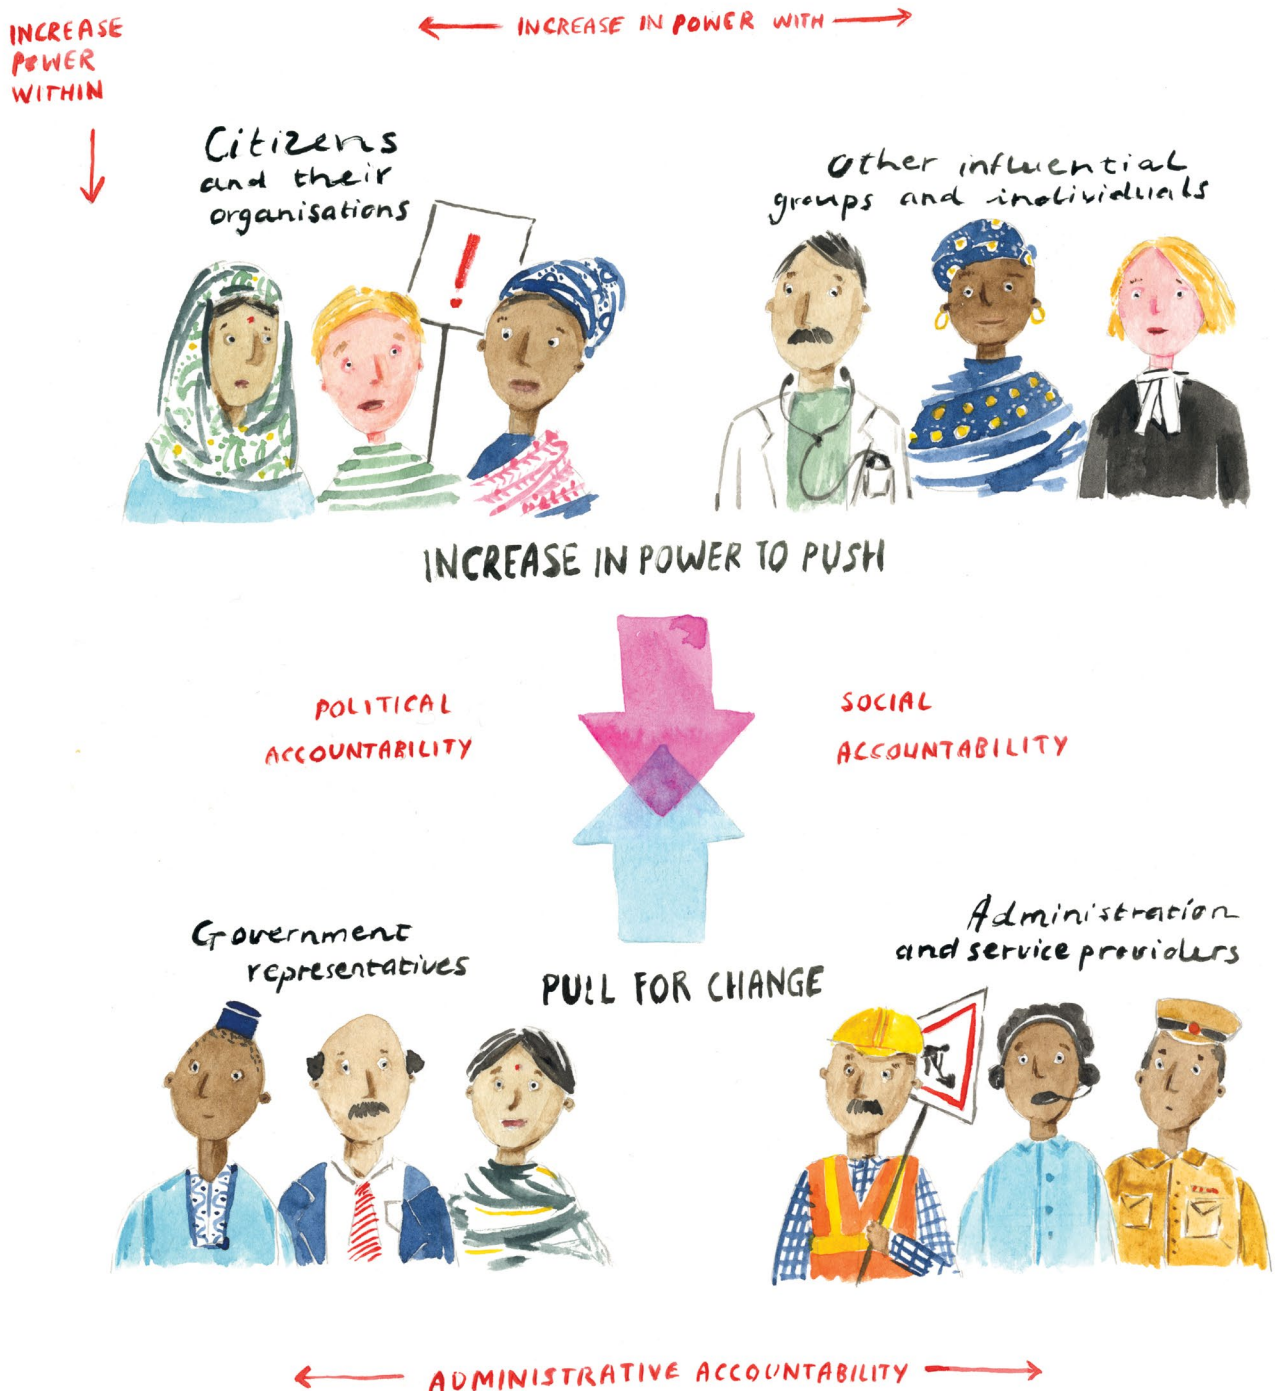 INCREASE
POWER
WITHIN
INCREASE IN POWER WITH
Citizens
and their
organisations
!
Other influential
groups and individuals
INCREASE IN POWER TO PUSH
POLITICAL
ACCOUNTABILITY
SOCIAL
ACCOUNTABILITY
Government
representatives
PULL FOR CHANGE
Administration
and service providers
ADMINISTRATIVE ACCOUNTABILITY